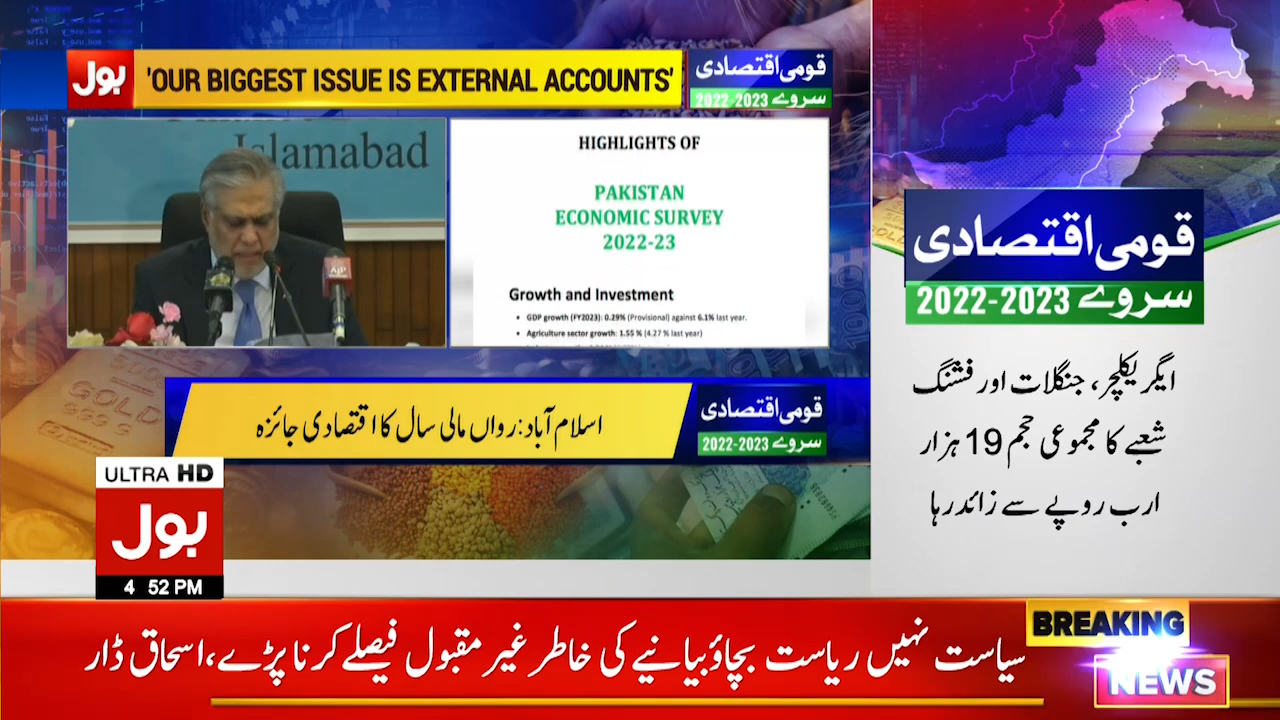 بول
'OUR BIGGEST ISSUE IS EXTERNAL ACCOUNTS'
قومی اقتصادی
سروے 2022-2023
Islamabad
AJP
HIGHLIGHTS OF
PAKISTAN
ECONOMIC SURVEY
2022-23
Growth and Investment
• GDP growth (FY2023): 0.29% (Provisional) against 6.1% last year.
• Agriculture sector growth: 1.55 % (4.27 % last year)
قومی اقتصادی
سروے 2022-2023
ایگریکلچر، جنگلات اور فشنگ
شعبے کا مجموعی حجم 19 ہزار
ارب روپے سے زائد رہا
اسلام آباد: رواں مالی سال کا اقتصادی جائزہ
قومی اقتصادی
سروے 2022-2023
GOLD
999.9
ULTRA HD
بول
4 52 PM
BREAKING
NEWS
سیاست نہیں ریاست بچاؤ بیانیے کی خاطر غیر مقبول فیصلے کرنا پڑے، اسحاق ڈار